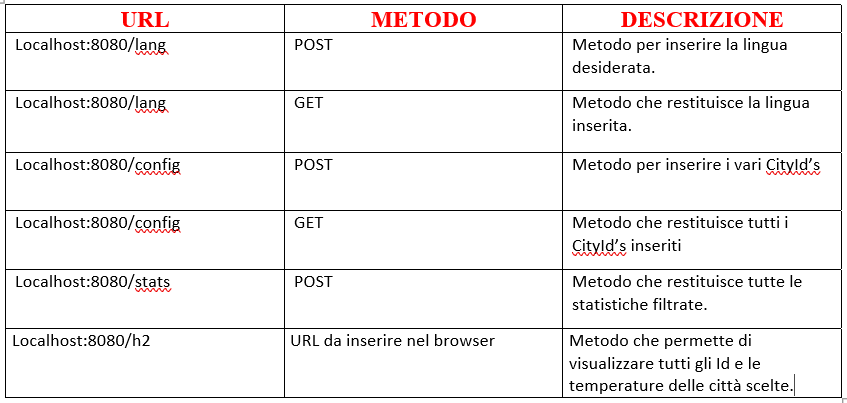 URL METODO DESCRIZIONE
Localhost:8080/lang POST Metodo per inserire la lingua
desiderata.
Localhost:8080/lang GET Metodo che restituisce la lingua
inserita.
Localhost:8080/config POST Metodo per inserire i vari CityId’s
Localhost:8080/config GET Metodo che restituisce tutti i
CityId’s inseriti
Localhost:8080/stats POST Metodo che restituisce tutte le
statistiche filtrate.
Localhost:8080/h2 URL da inserire nel browser Metodo che permette di
visualizzare tutti gli Id e le
temperature delle città scelte.